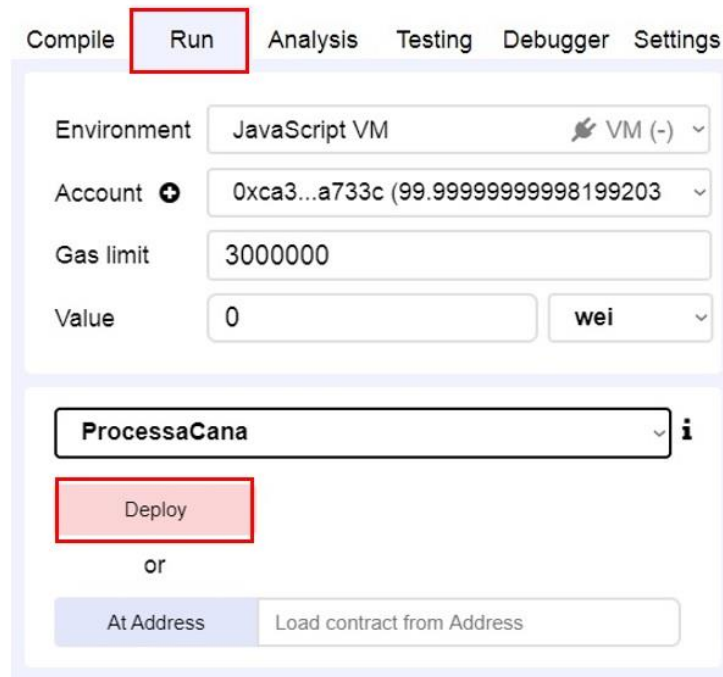 Compile Run Analysis Testing Debugger Settings
Environment JavaScript VM VM (-)
Account 0xca3...a733c (99.99999999998199203
Gas limit 3000000
Value 0 wei
ProcessaCana i
Deploy
or
At Address Load contract from Address